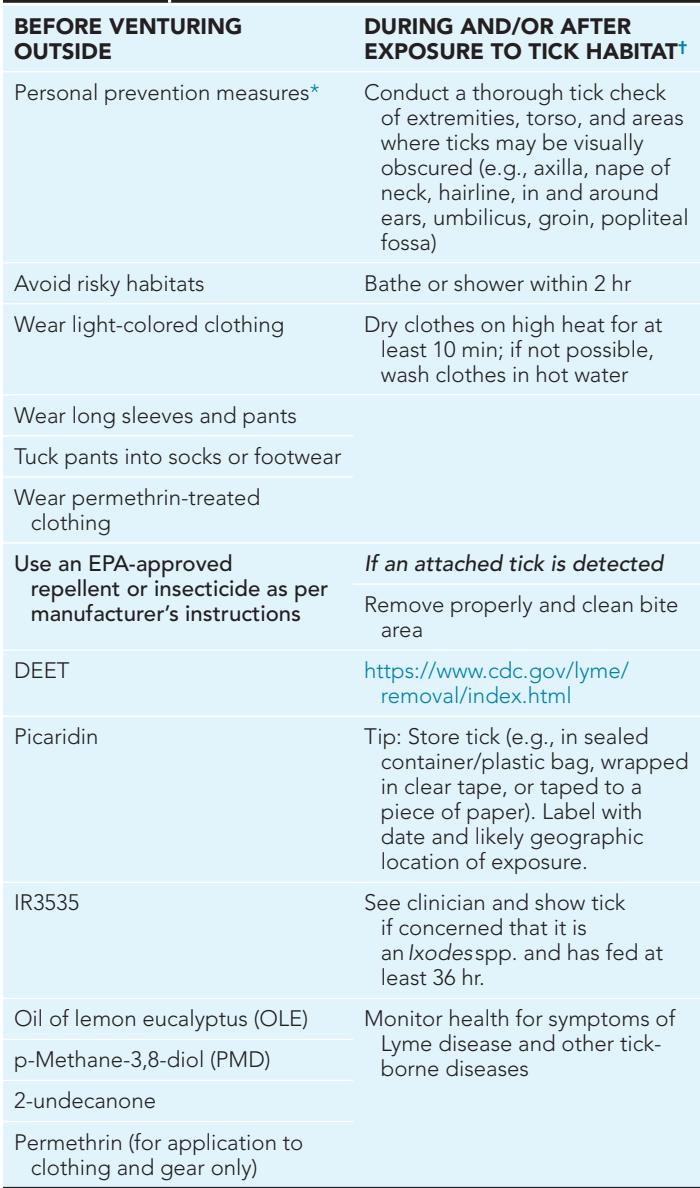 BEFORE VENTURING
OUTSIDE
DURING AND/OR AFTER
EXPOSURE TO TICK HABITAT†
Personal prevention measures*
Conduct a thorough tick check
of extremities, torso, and areas
where ticks may be visually
obscured (e.g., axilla, nape of
neck, hairline, in and around
ears, umbilicus, groin, popliteal
fossa)
Avoid risky habitats
Bathe or shower within 2 hr
Wear light-colored clothing
Dry clothes on high heat for at
least 10 min; if not possible,
wash clothes in hot water
Wear long sleeves and pants
Tuck pants into socks or footwear
Wear permethrin-treated
clothing
Use an EPA-approved
repellent or insecticide as per
manufacturer's instructions
If an attached tick is detected
Remove properly and clean bite
area
DEET
https://www.cdc.gov/lyme/
removal/index.html
Picaridin
Tip: Store tick (e.g., in sealed
container/plastic bag, wrapped
in clear tape, or taped to a
piece of paper). Label with
date and likely geographic
location of exposure.
IR3535
See clinician and show tick
if concerned that it is
an Ixodesspp. and has fed at
least 36 hr.
Oil of lemon eucalyptus (OLE)
Monitor health for symptoms of
Lyme disease and other tick-
borne diseases
p-Methane-3,8-diol (PMD)
2-undecanone
Permethrin (for application to
clothing and gear only)